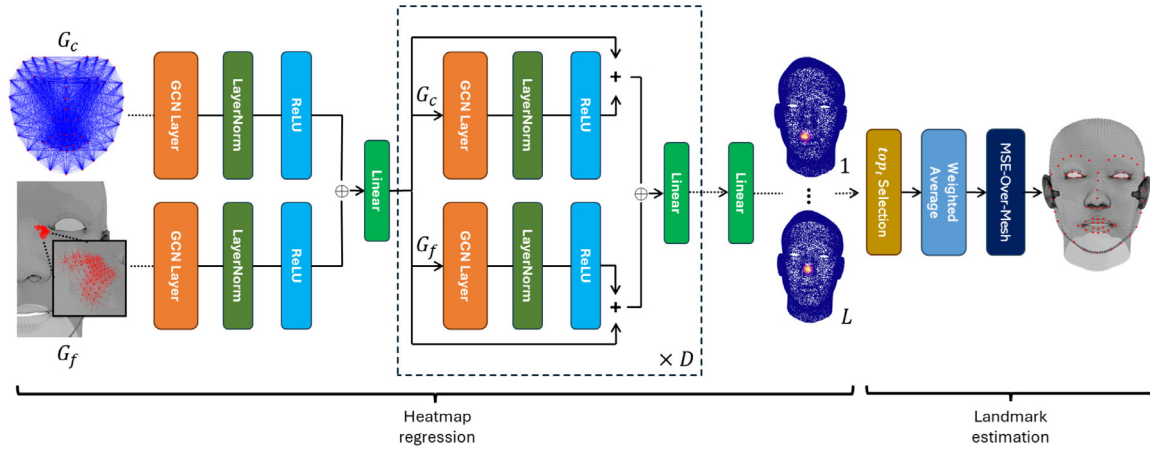 G_c
GCN Layer
LayerNorm
ReLU
G_f
GCN Layer
LayerNorm
ReLU
⊕
Linear
G_c
GCN Layer
LayerNorm
ReLU
+
G_f
GCN Layer
LayerNorm
ReLU
+
× D
⊕
Linear
Linear
1
⋮
L
top_t Selection
Weighted
Average
MSE-Over-Mesh
Heatmap
regression
Landmark
estimation